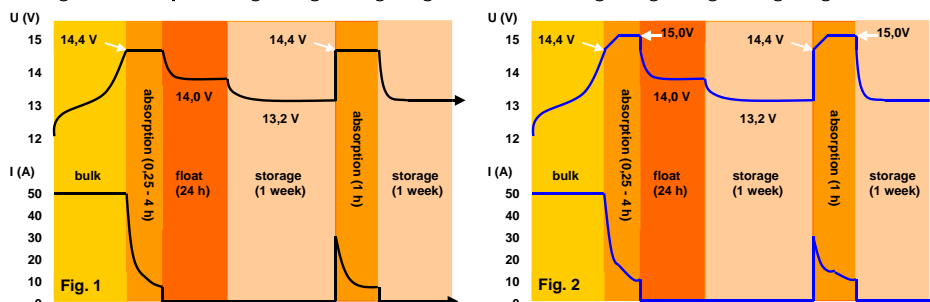 U (V)
15
14
13
12
14,4 V
14,4 V
14,0 V
13,2 V
absorption (0,25 - 4 h)
absorption (1 h)
I (A)
bulk
float
(24 h)
storage
(1 week)
storage
(1 week)
50
40
30
20
10
0
Fig. 1
U (V)
15
14
13
12
14,4 V
15,0V
14,4 V
15,0V
14,0 V
13,2 V
absorption (0,25 - 4 h)
absorption (1 h)
I (A)
bulk
float
(24 h)
storage
(1 week)
storage
(1 week)
50
40
30
20
10
0
Fig. 2